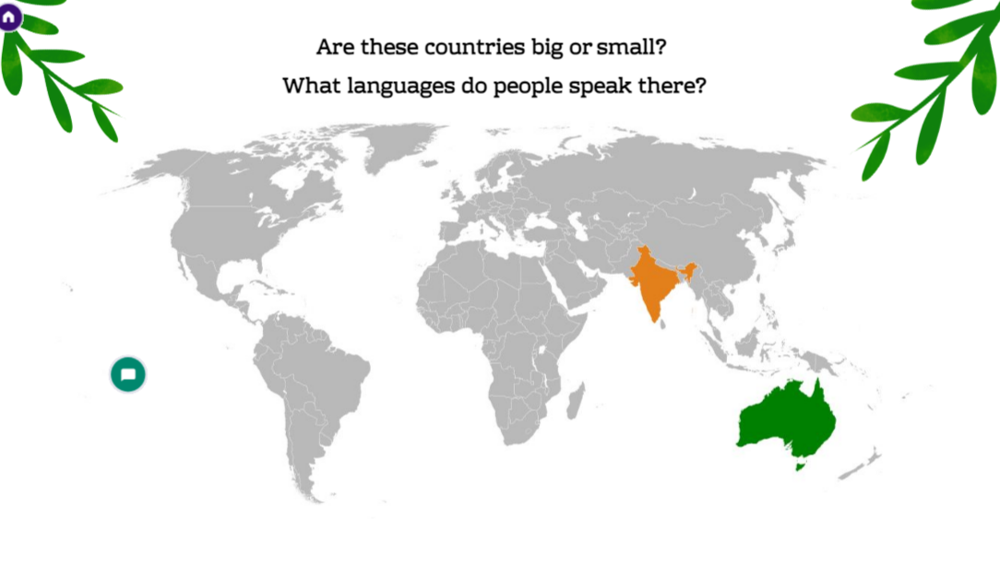 Are these countries big or small?
What languages do people speak there?